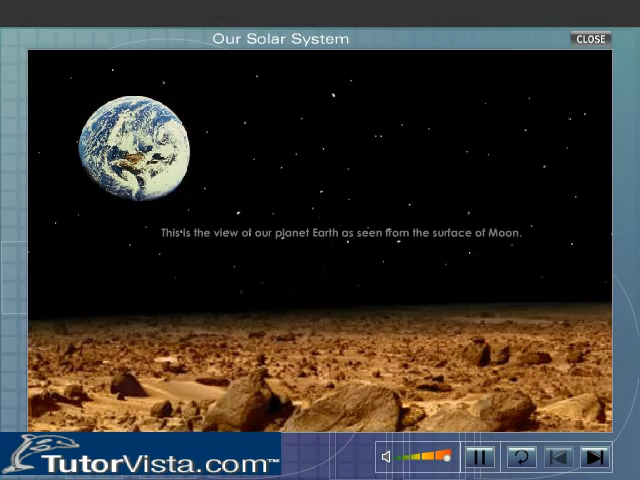 Our Solar System
CLOSE
This is the view of our planet Earth as seen from the surface of Moon.
TutorVista.com™